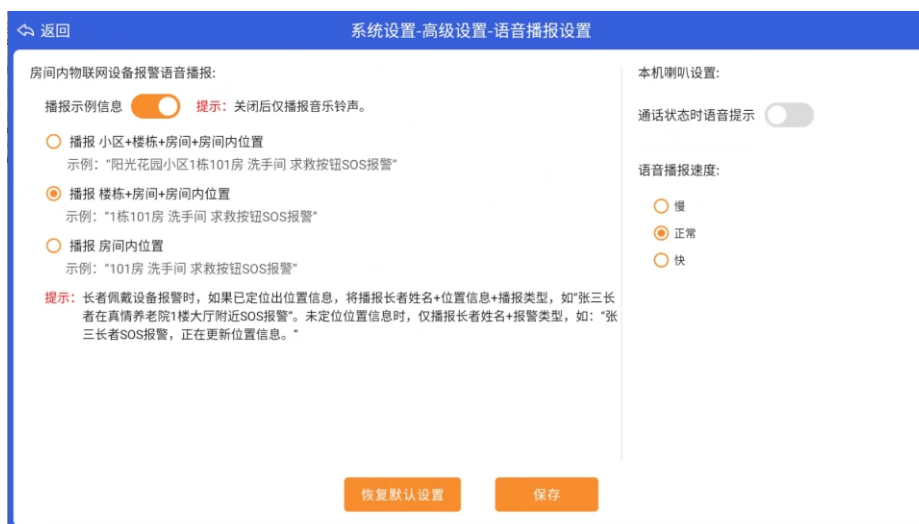 返回
系统设置-高级设置-语音播报设置
房间内物联网设备报警语音播报:
播报示例信息 提示：关闭后仅播报音乐铃声。
播报 小区+楼栋+房间+房间内位置
示例：“阳光花园小区1栋101房 洗手间 求救按钮SOS报警”
播报 楼栋+房间+房间内位置
示例：“1栋101房 洗手间 求救按钮SOS报警”
播报 房间内位置
示例：“101房 洗手间 求救按钮SOS报警”
提示：长者佩戴设备报警时，如果已定位出位置信息，将播报长者姓名+位置信息+播报类型，如“张三长
者在真情养老院1楼大厅附近SOS报警”。未定位位置信息时，仅播报长者姓名+报警类型，如：“张
三长者SOS报警，正在更新位置信息。”
本机喇叭设置:
通话状态时语音提示
语音播报速度:
慢
正常
快
恢复默认设置
保存